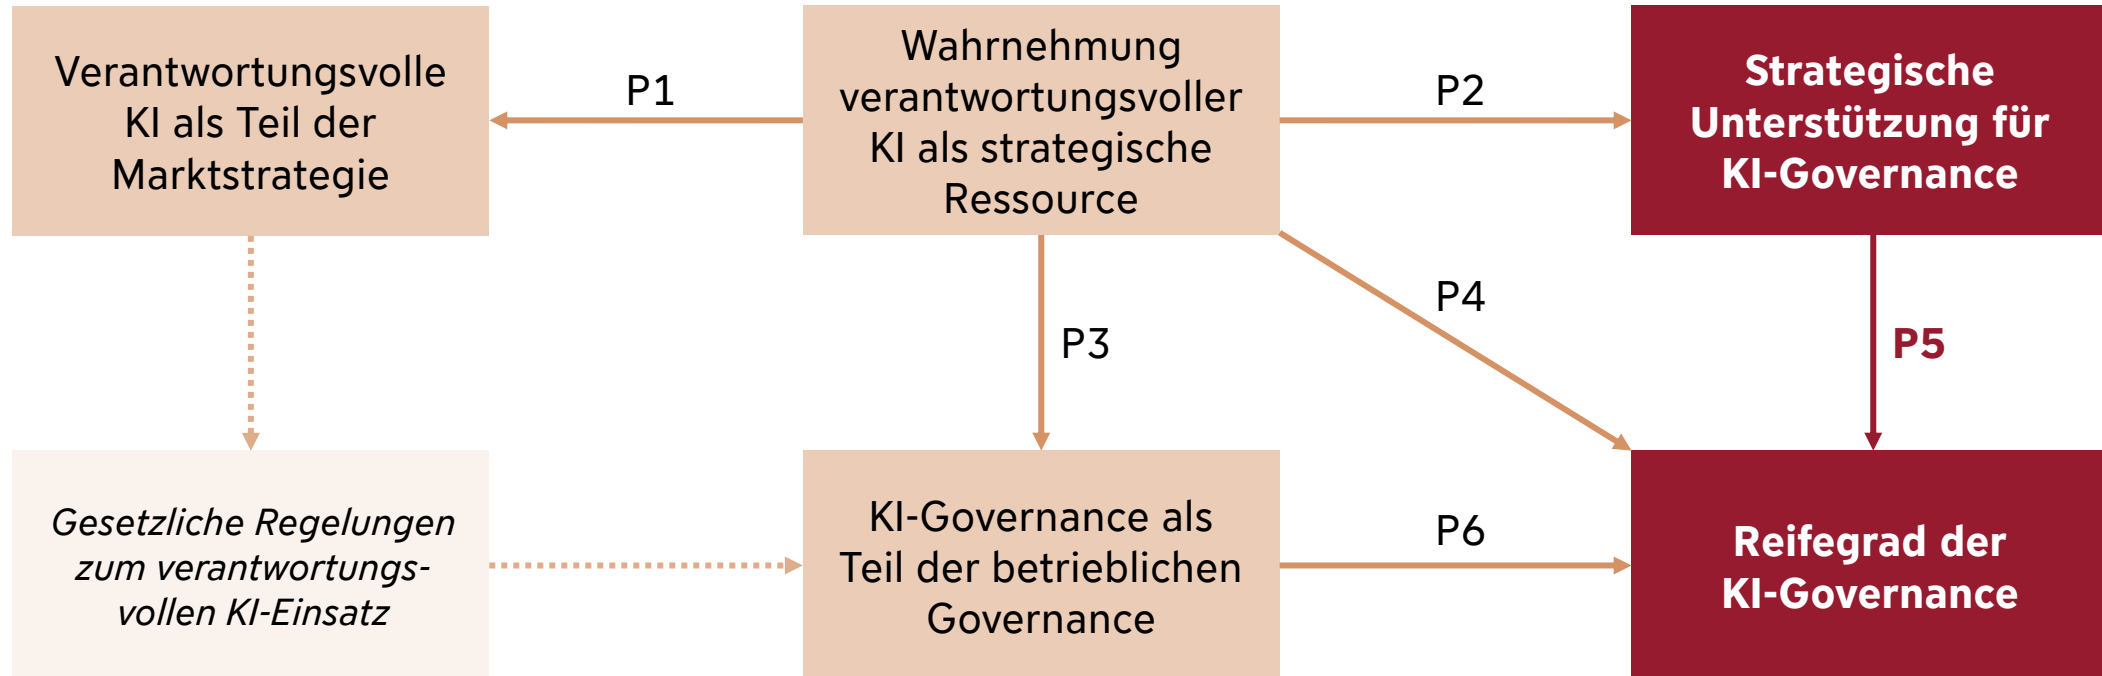 Verantwortungsvolle
KI als Teil der
Marktstrategie
P1
Wahrnehmung
verantwortungsvoller
KI als strategische
Ressource
P2
Strategische
Unterstützung für
KI-Governance
P3
P4
P5
Gesetzliche Regelungen
zum verantwortungs-
vollen KI-Einsatz
KI-Governance als
Teil der betrieblichen
Governance
P6
Reifegrad der
KI-Governance